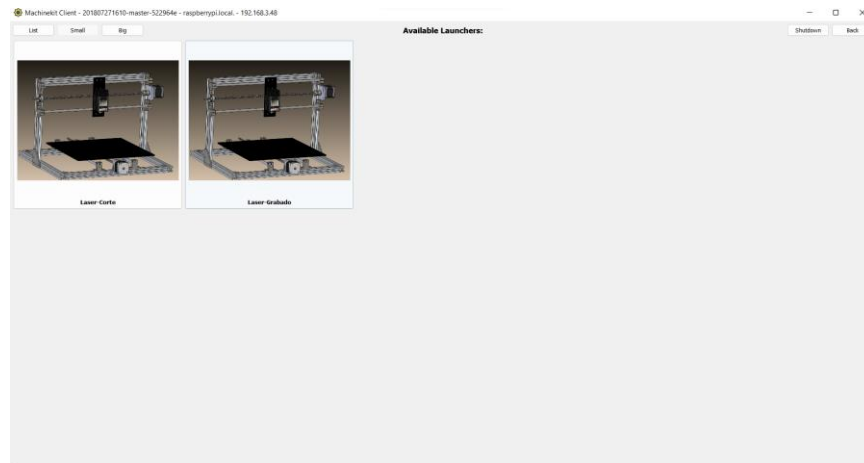 Machinekit Client - 201807271610-master-522964e - raspberrypi.local. - 192.168.3.48
List Small Big Available Launchers: Shutdown Back
Laser-Corte Laser-Grabado